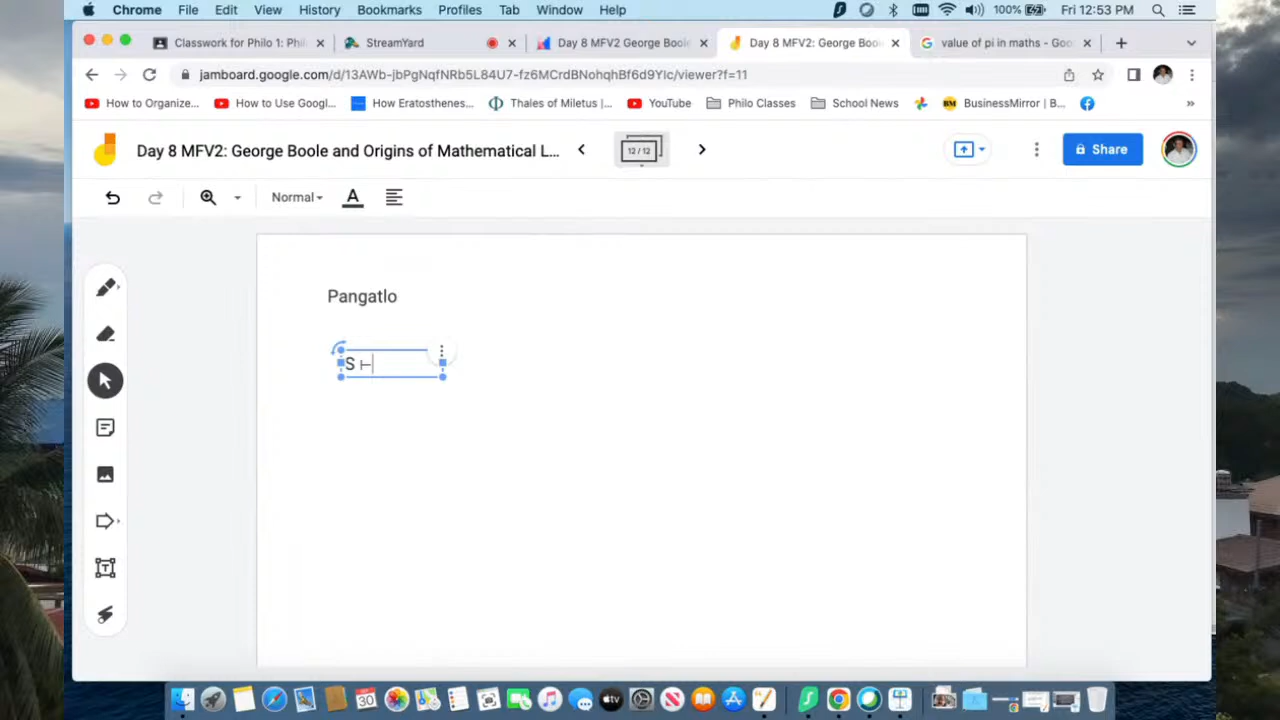 Chrome File Edit View History Bookmarks Profiles Tab Window Help 100% Fri 12:53 PM
Classwork for Philo 1: Phil StreamYard Day 8 MFV2 George Boole Day 8 MFV2: George Boo value of pi in maths - Goo
jamboard.google.com/d/13AWb-jbPgNqfNRb5L84U7-fz6MCrdBNohqhBf6d9YIc/viewer?f=11
How to Organize... How to Use Googl... How Eratosthenes... Thales of Miletus |... YouTube Philo Classes School News BM BusinessMirror | B... »
Day 8 MFV2: George Boole and Origins of Mathematical L... 12 / 12 Share
Normal A
Pangatlo
S ⊢
T
30
tv